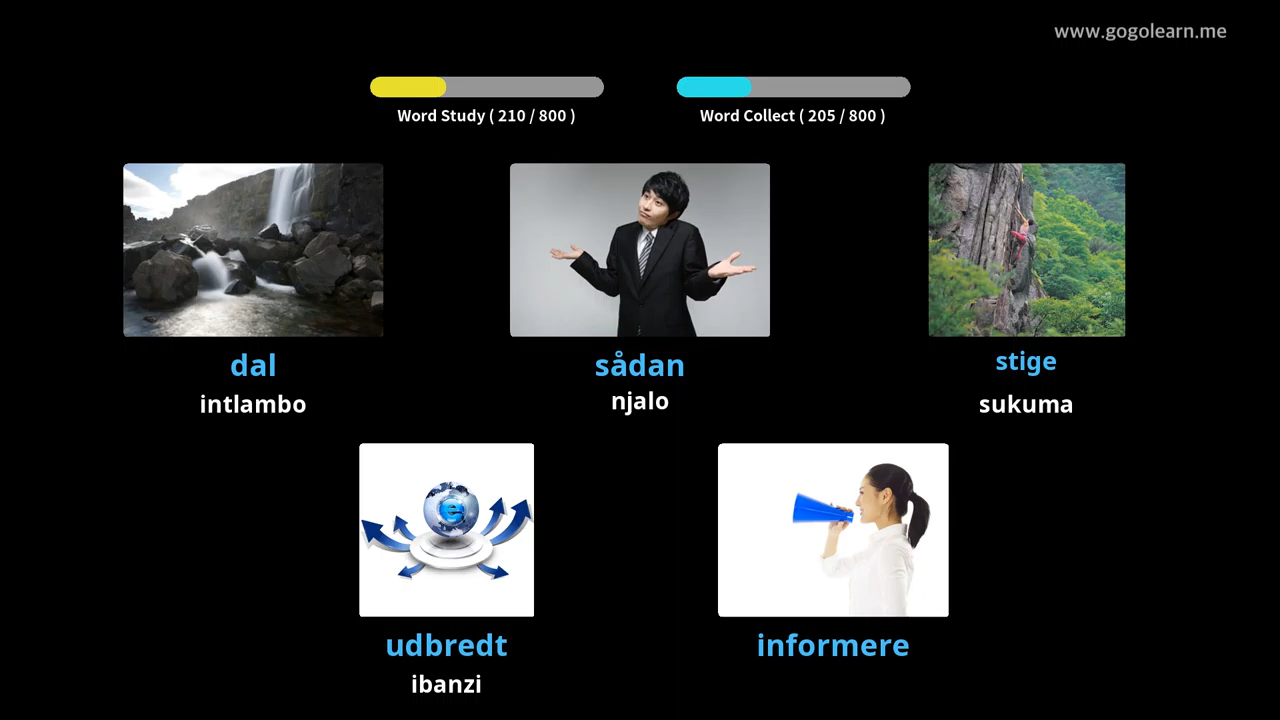 www.gogolearn.me
Word Study ( 210 / 800 )
Word Collect ( 205 / 800 )
dal
intlambo
sådan
njalo
stige
sukuma
e
udbredt
ibanzi
informere